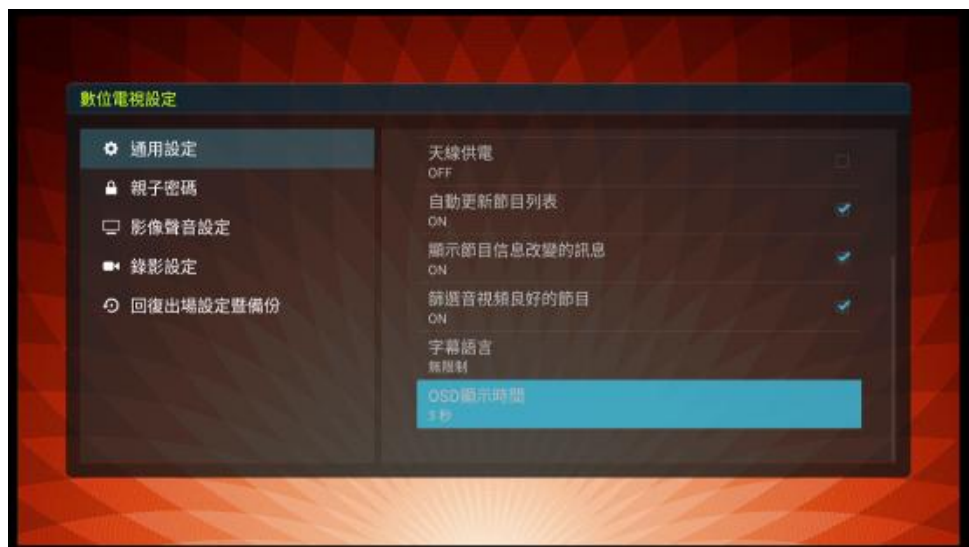 數位電視設定
通用設定
親子密碼
影像聲音設定
錄影設定
回復出場設定暨備份
天線供電
OFF
自動更新節目列表
ON
顯示節目信息改變的訊息
ON
篩選音視頻良好的節目
ON
字幕語言
無限制
OSD顯示時間
3 秒